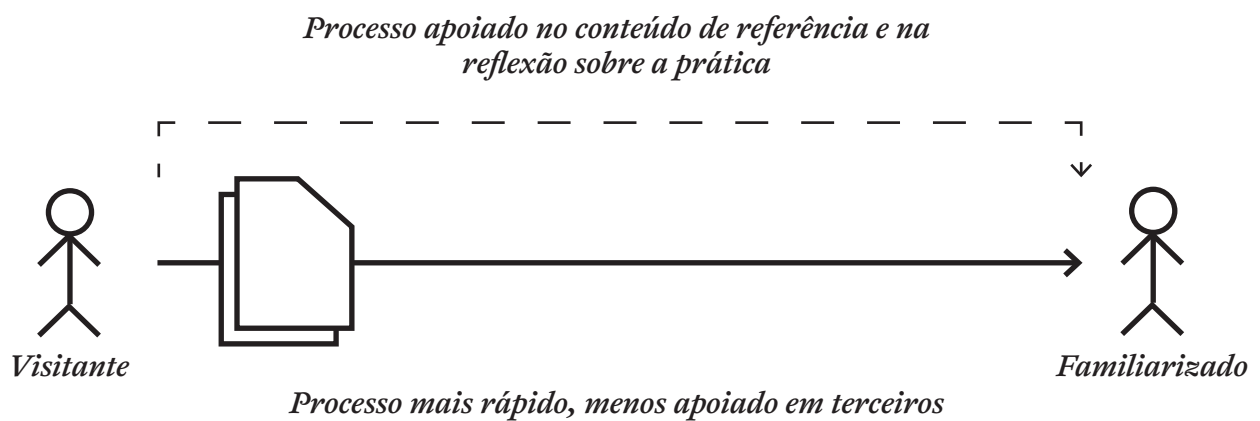 Processo apoiado no conteúdo de referência e na
reflexão sobre a prática
Visitante
Familiarizado
Processo mais rápido, menos apoiado em terceiros